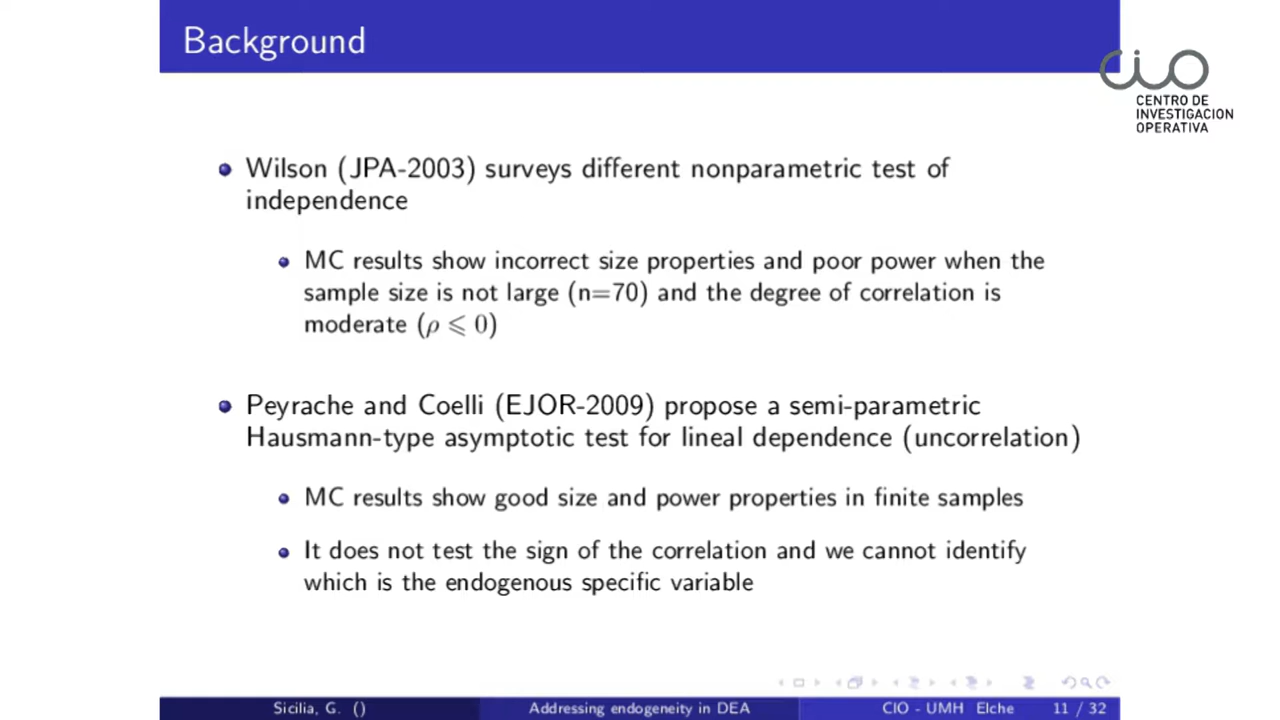 Background
CIO
CENTRO DE
INVESTIGACION
OPERATIVA
Wilson (JPA-2003) surveys different nonparametric test of
independence
MC results show incorrect size properties and poor power when the
sample size is not large (n=70) and the degree of correlation is
moderate (ρ ⩽ 0)
Peyrache and Coelli (EJOR-2009) propose a semi-parametric
Hausmann-type asymptotic test for lineal dependence (uncorrelation)
MC results show good size and power properties in finite samples
It does not test the sign of the correlation and we cannot identify
which is the endogenous specific variable
Sicilia, G. ()
Addressing endogeneity in DEA
CIO - UMH Elche
11 / 32